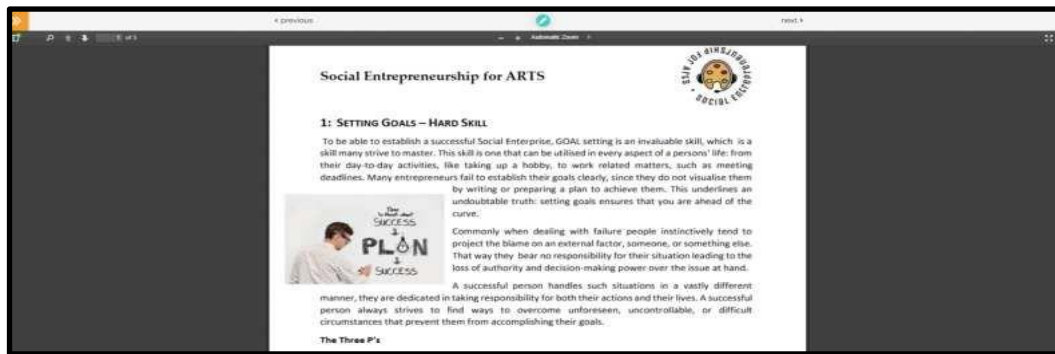 < previous
next >
of 3
Automatic Zoom
Social Entrepreneurship for ARTS
SOCIAL ENTREPRENEURSHIP FOR ARTS
1: SETTING GOALS – HARD SKILL
To be able to establish a successful Social Enterprise, GOAL setting is an invaluable skill, which is a
skill many strive to master. This skill is one that can be utilised in every aspect of a persons' life: from
their day-to-day activities, like taking up a hobby, to work related matters, such as meeting
deadlines. Many entrepreneurs fail to establish their goals clearly, since they do not visualise them
by writing or preparing a plan to achieve them. This underlines an
undoubtable truth: setting goals ensures that you are ahead of the
curve.
SUCCESS
PLAN
SUCCESS
Commonly when dealing with failure people instinctively tend to
project the blame on an external factor, someone, or something else.
That way they bear no responsibility for their situation leading to the
loss of authority and decision-making power over the issue at hand.
A successful person handles such situations in a vastly different
manner, they are dedicated in taking responsibility for both their actions and their lives. A successful
person always strives to find ways to overcome unforeseen, uncontrollable, or difficult
circumstances that prevent them from accomplishing their goals.
The Three P's